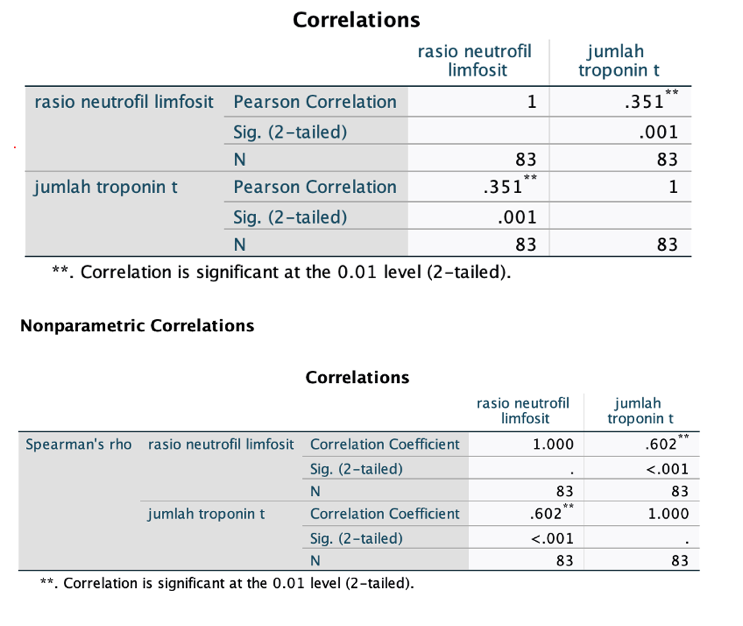 Correlations
rasio neutrofil limfosit jumlah troponin t
rasio neutrofil limfosit Pearson Correlation 1 .351**
Sig. (2-tailed) .001
N 83 83
jumlah troponin t Pearson Correlation .351** 1
Sig. (2-tailed) .001
N 83 83
**. Correlation is significant at the 0.01 level (2-tailed).
Nonparametric Correlations
Correlations
rasio neutrofil limfosit jumlah troponin t
Spearman's rho rasio neutrofil limfosit Correlation Coefficient 1.000 .602**
Sig. (2-tailed) . <.001
N 83 83
jumlah troponin t Correlation Coefficient .602** 1.000
Sig. (2-tailed) <.001 .
N 83 83
**. Correlation is significant at the 0.01 level (2-tailed).